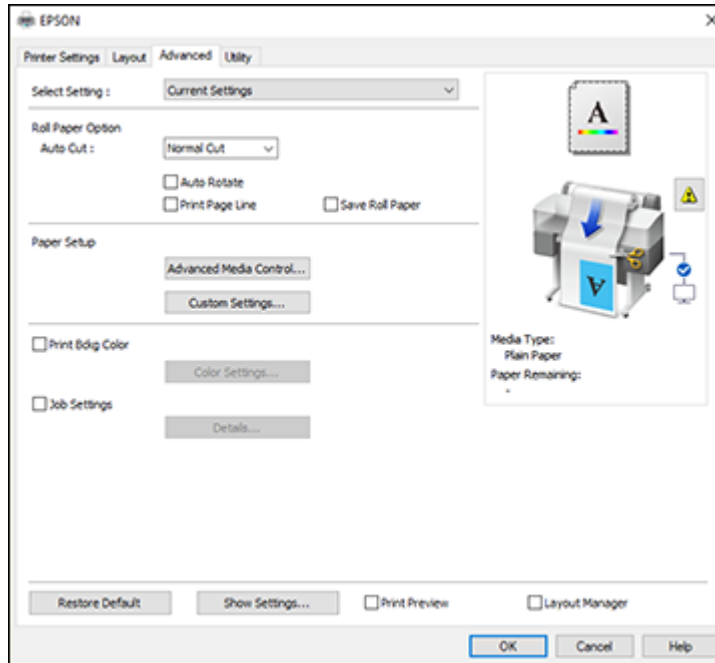 EPSON
Printer Settings Layout Advanced Utility
Select Setting : Current Settings
Roll Paper Option
Auto Cut : Normal Cut
Auto Rotate
Print Page Line Save Roll Paper
Paper Setup
Advanced Media Control...
Custom Settings...
Print Bdkg Color
Color Settings...
Job Settings
Details...
A
A
Media Type:
Plain Paper
Paper Remaining:
-
Restore Default Show Settings... Print Preview Layout Manager
OK Cancel Help